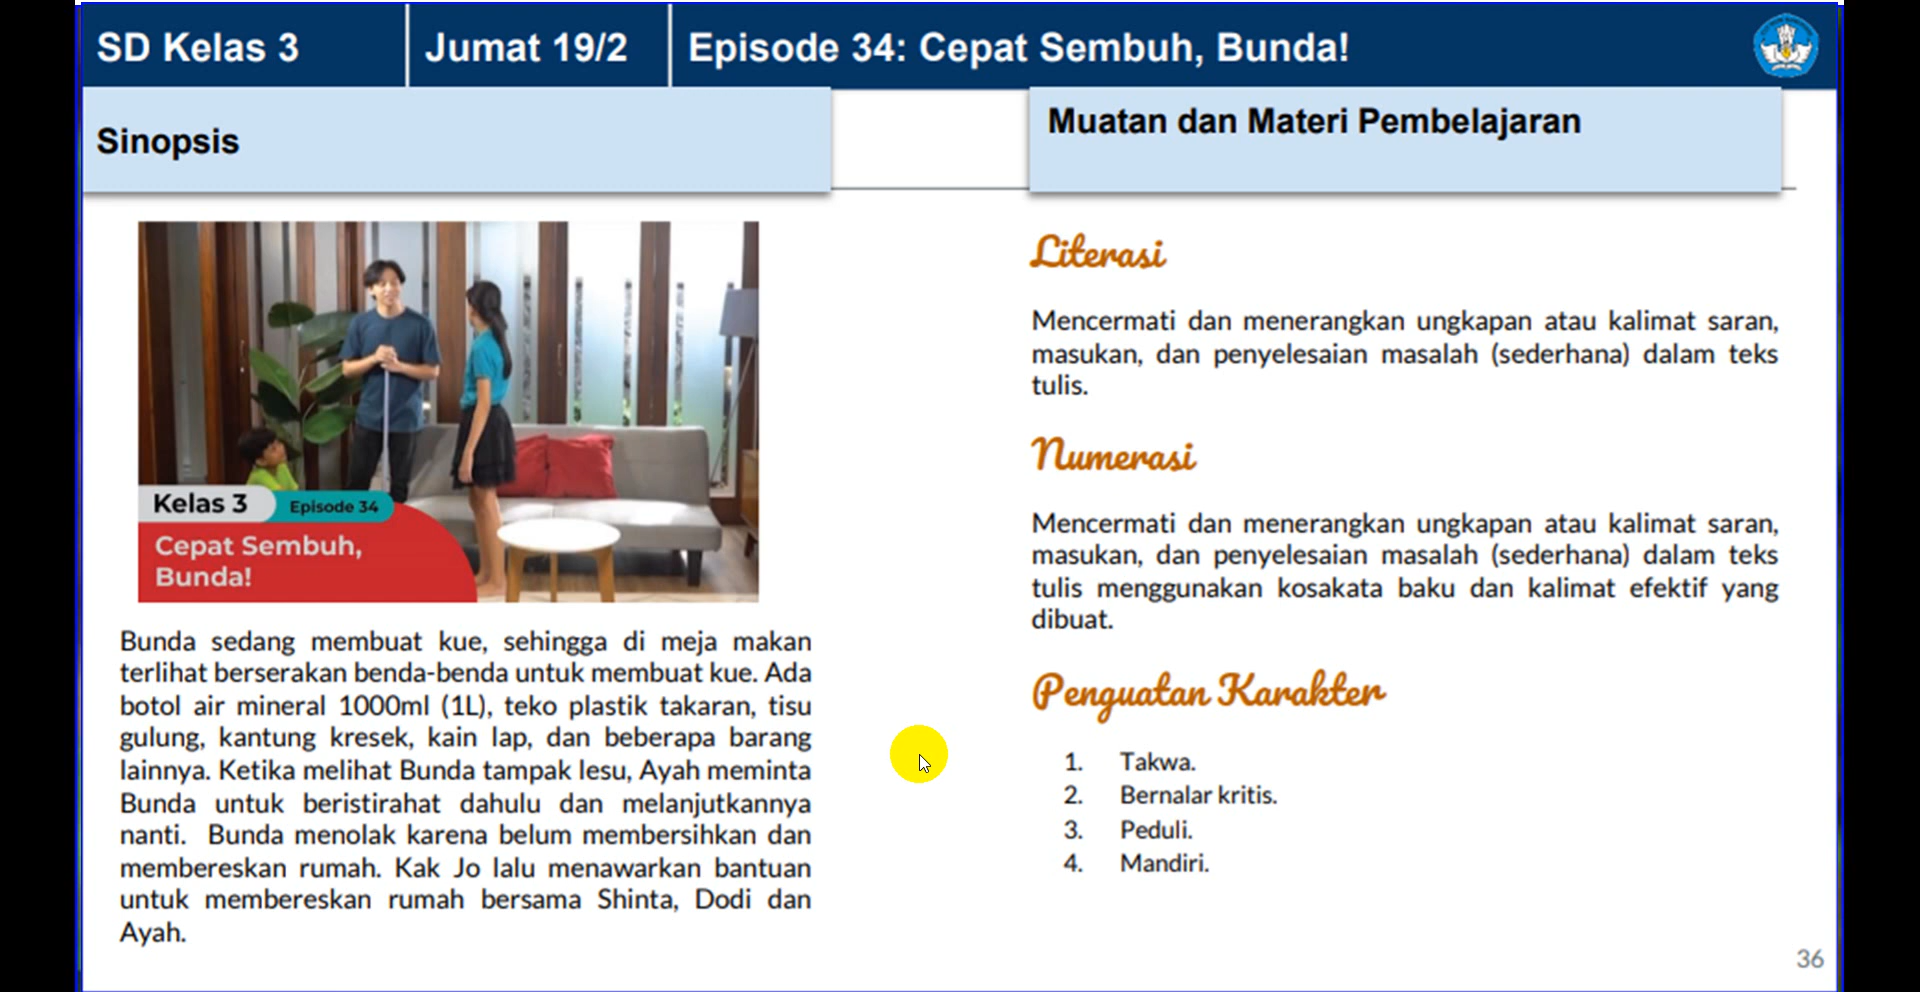 SD Kelas 3
Jumat 19/2
Episode 34: Cepat Sembuh, Bunda!
Sinopsis
Kelas 3
Episode 34
Cepat Sembuh,
Bunda!
Bunda sedang membuat kue, sehingga di meja makan
terlihat berserakan benda-benda untuk membuat kue. Ada
botol air mineral 1000ml (1L), teko plastik takaran, tisu
gulung, kantung kresek, kain lap, dan beberapa barang
lainnya. Ketika melihat Bunda tampak lesu, Ayah meminta
Bunda untuk beristirahat dahulu dan melanjutkannya
nanti. Bunda menolak karena belum membersihkan dan
membereskan rumah. Kak Jo lalu menawarkan bantuan
untuk membereskan rumah bersama Shinta, Dodi dan
Ayah.
Muatan dan Materi Pembelajaran
Literasi
Mencermati dan menerangkan ungkapan atau kalimat saran,
masukan, dan penyelesaian masalah (sederhana) dalam teks
tulis.
Numerasi
Mencermati dan menerangkan ungkapan atau kalimat saran,
masukan, dan penyelesaian masalah (sederhana) dalam teks
tulis menggunakan kosakata baku dan kalimat efektif yang
dibuat.
Penguatan Karakter
1. Takwa.
2. Bernalar kritis.
3. Peduli.
4. Mandiri.
36